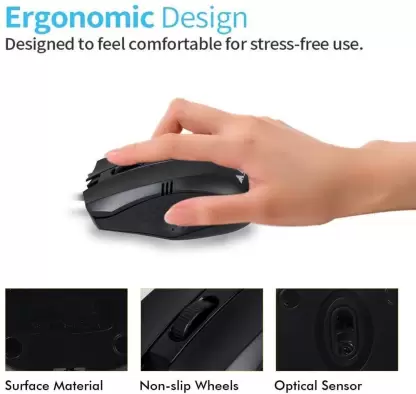 Ergonomic Design
Designed to feel comfortable for stress-free use.
Surface Material Non-slip Wheels Optical Sensor